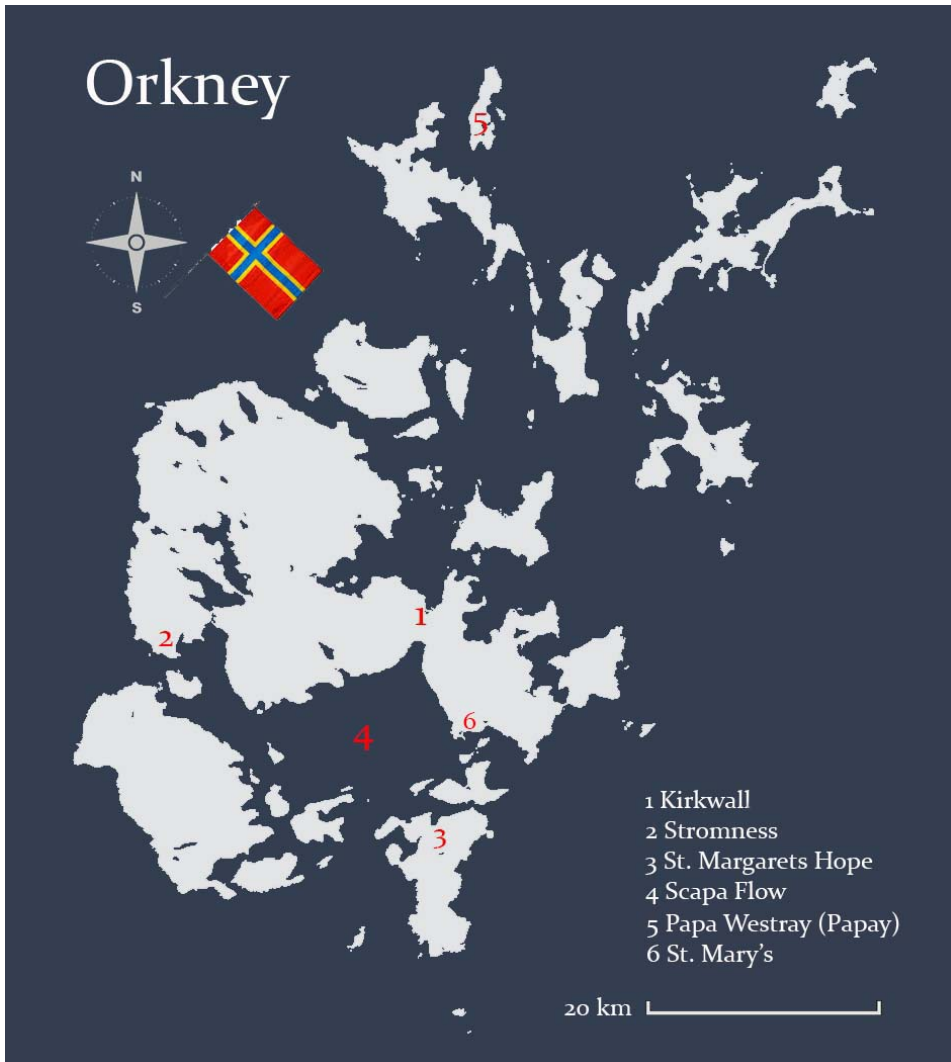 Orkney
N
S
5
1
2
6
4
3
1 Kirkwall
2 Stromness
3 St. Margarets Hope
4 Scapa Flow
5 Papa Westray (Papay)
6 St. Mary's
20 km